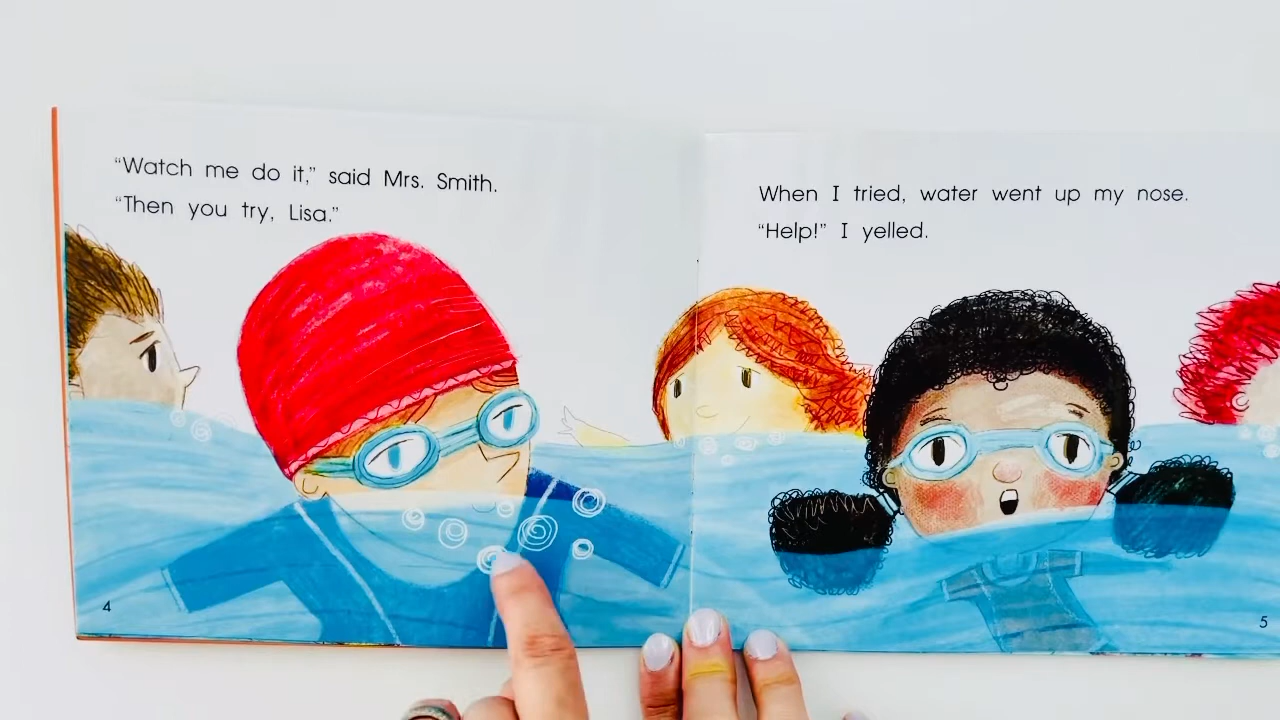 “Watch me do it,” said Mrs. Smith.
“Then you try, Lisa.”
4
When I tried, water went up my nose.
“Help!” I yelled.
5